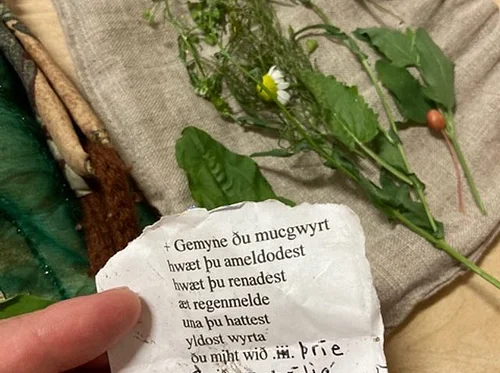 + Gemyne ðu mucgwyrt
hwæt þu ameldodest
hwæt þu renadest
æt regenmelde
una þu hattest
yldost wyrta
ðu miht wið .iii. þrīe